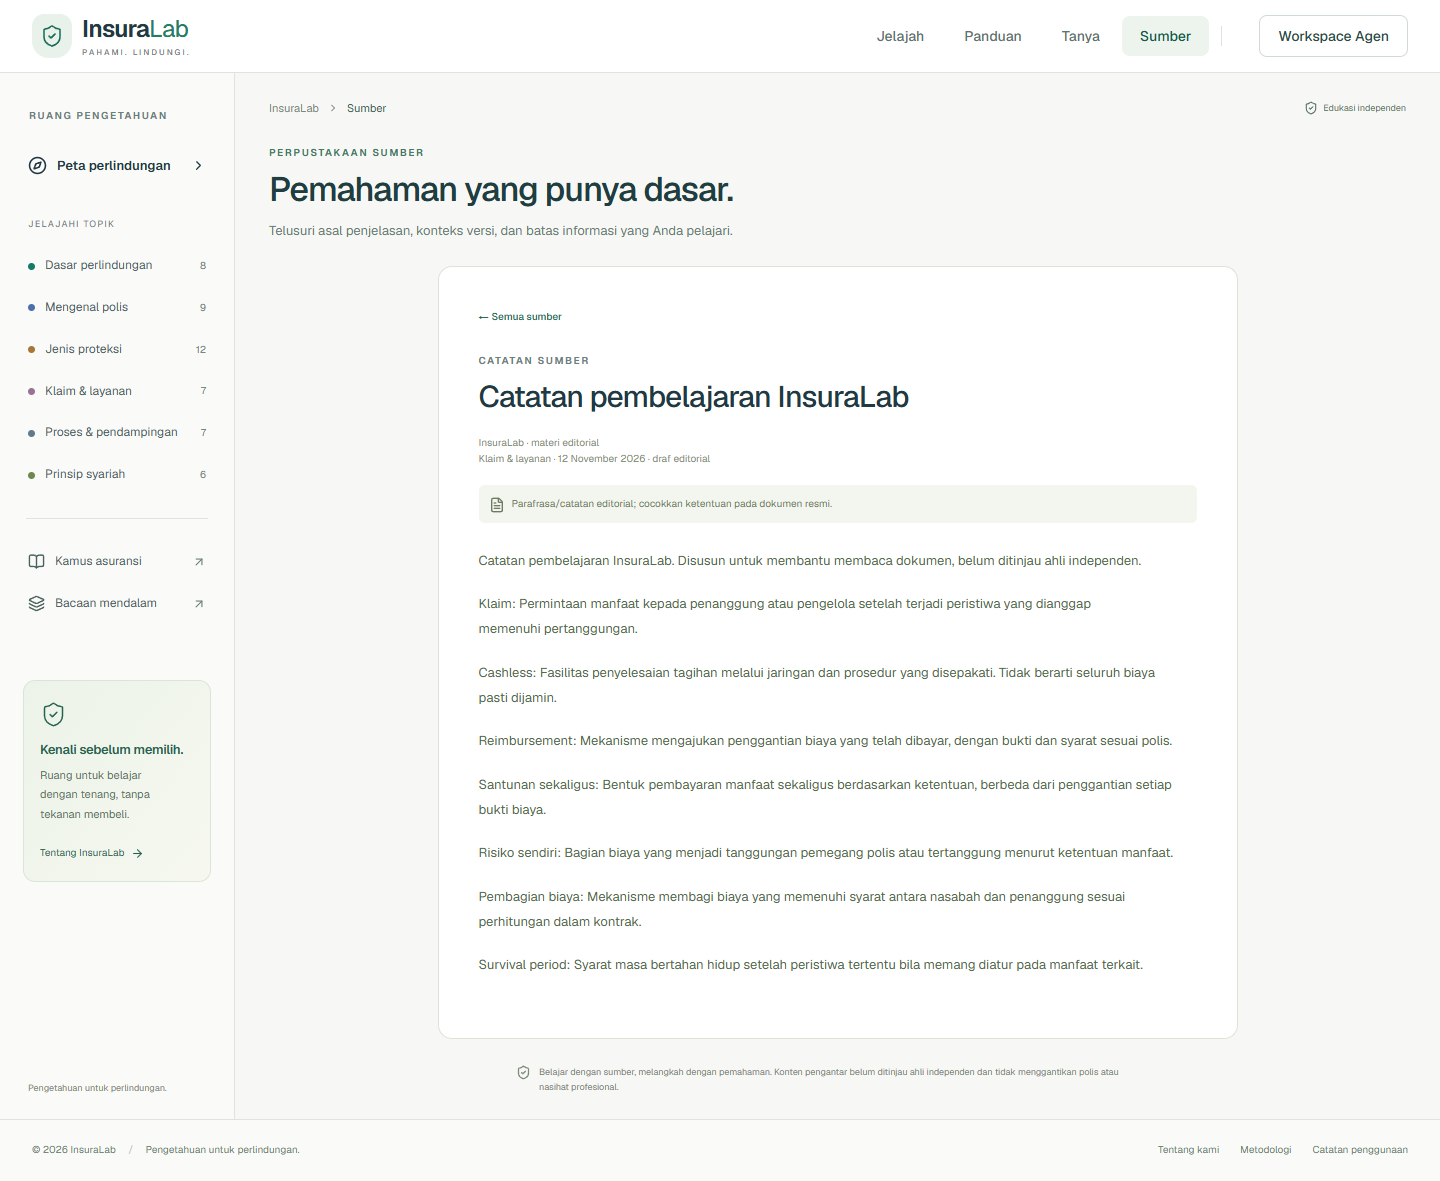 InsuraLab
PAHAMI. LINDUNGI.
Jelajah
Panduan
Tanya
Sumber
Workspace Agen
RUANG PENGETAHUAN
Peta perlindungan
JELAJAHI TOPIK
Dasar perlindungan 8
Mengenal polis 9
Jenis proteksi 12
Klaim & layanan 7
Proses & pendampingan 7
Prinsip syariah 6
Kamus asuransi
Bacaan mendalam
Kenali sebelum memilih.
Ruang untuk belajar
dengan tenang, tanpa
tekanan membeli.
Tentang InsuraLab →
Pengetahuan untuk perlindungan.
InsuraLab > Sumber
Edukasi independen
PERPUSTAKAAN SUMBER
Pemahaman yang punya dasar.
Telusuri asal penjelasan, konteks versi, dan batas informasi yang Anda pelajari.
← Semua sumber
CATATAN SUMBER
Catatan pembelajaran InsuraLab
InsuraLab · materi editorial
Klaim & layanan · 12 November 2026 · draf editorial
Parafrasa/catatan editorial; cocokkan ketentuan pada dokumen resmi.
Catatan pembelajaran InsuraLab. Disusun untuk membantu membaca dokumen, belum ditinjau ahli independen.
Klaim: Permintaan manfaat kepada penanggung atau pengelola setelah terjadi peristiwa yang dianggap
memenuhi pertanggungan.
Cashless: Fasilitas penyelesaian tagihan melalui jaringan dan prosedur yang disepakati. Tidak berarti seluruh biaya
pasti dijamin.
Reimbursement: Mekanisme mengajukan penggantian biaya yang telah dibayar, dengan bukti dan syarat sesuai polis.
Santunan sekaligus: Bentuk pembayaran manfaat sekaligus berdasarkan ketentuan, berbeda dari penggantian setiap
bukti biaya.
Risiko sendiri: Bagian biaya yang menjadi tanggungan pemegang polis atau tertanggung menurut ketentuan manfaat.
Pembagian biaya: Mekanisme membagi biaya yang memenuhi syarat antara nasabah dan penanggung sesuai
perhitungan dalam kontrak.
Survival period: Syarat masa bertahan hidup setelah peristiwa tertentu bila memang diatur pada manfaat terkait.
Belajar dengan sumber, melangkah dengan pemahaman. Konten pengantar belum ditinjau ahli independen dan tidak menggantikan polis atau
nasihat profesional.
© 2026 InsuraLab / Pengetahuan untuk perlindungan.
Tentang kami
Metodologi
Catatan penggunaan